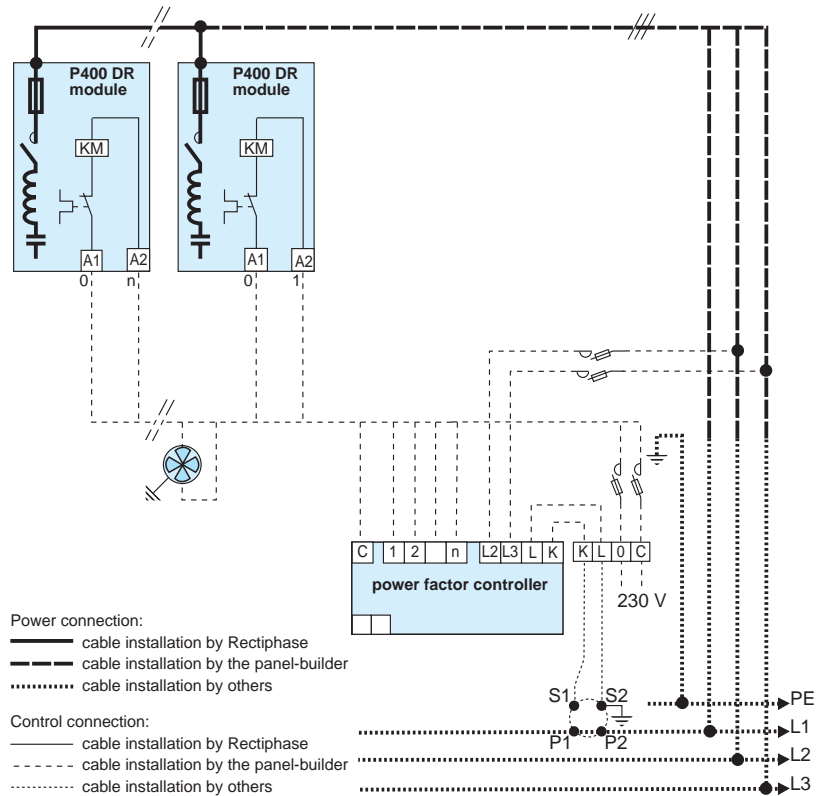 P400 DR
module
P400 DR
module
KM
KM
A1
A2
A1
A2
0
n
0
1
C
1
2
n
L2
L3
L
K
K
L
0
C
power factor controller
230 V
Power connection:
cable installation by Rectiphase
cable installation by the panel-builder
cable installation by others
S1
S2
PE
Control connection:
L1
cable installation by Rectiphase
P1
P2
L2
cable installation by the panel-builder
cable installation by others
L3